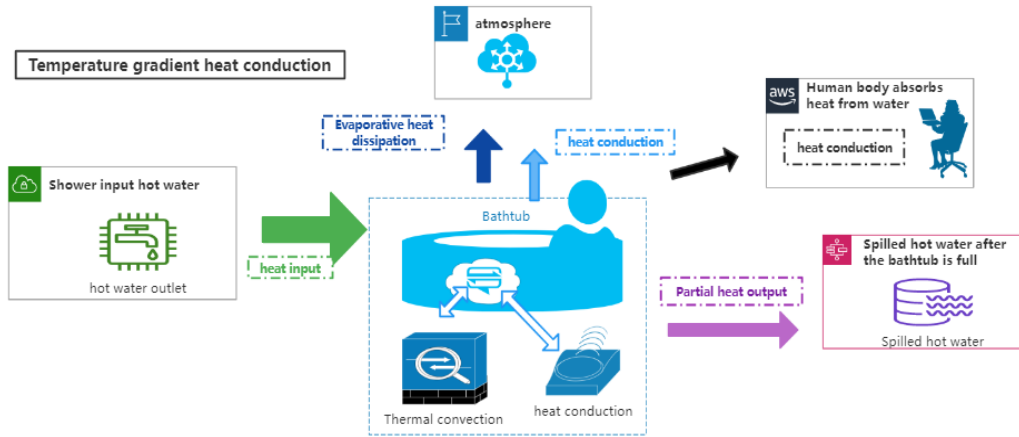 atmosphere
Temperature gradient heat conduction
aws
Human body absorbs
heat from water
heat conduction
Evaporative heat
dissipation
heat conduction
Shower input hot water
hot water outlet
heat input
Bathtub
Thermal convection
heat conduction
Partial heat output
Spilled hot water after
the bathtub is full
Spilled hot water